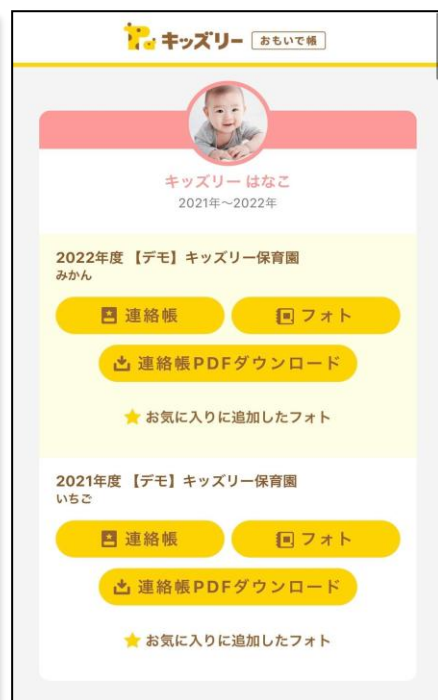 キッズリー おもいで帳
キッズリー はなこ
2021年～2022年
2022年度 【デモ】キッズリー保育園
みかん
連絡帳 フォト
連絡帳PDFダウンロード
お気に入りに追加したフォト
2021年度 【デモ】キッズリー保育園
いちご
連絡帳 フォト
連絡帳PDFダウンロード
お気に入りに追加したフォト